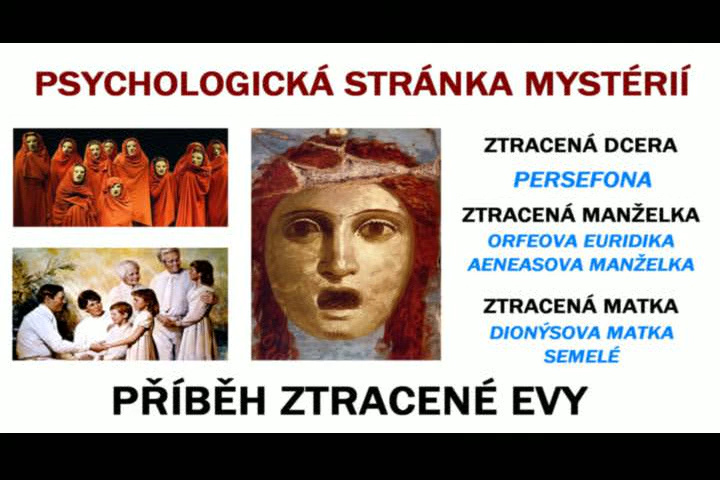 PSYCHOLOGICKÁ STRÁNKA MYSTÉRIÍ
ZTRACENÁ DCERA
PERSEFONA
ZTRACENÁ MANŽELKA
ORFEOVA EURIDIKA
AENEASOVA MANŽELKA
ZTRACENÁ MATKA
DIONÝSOVA MATKA
SEMELÉ
PŘÍBĚH ZTRACENÉ EVY